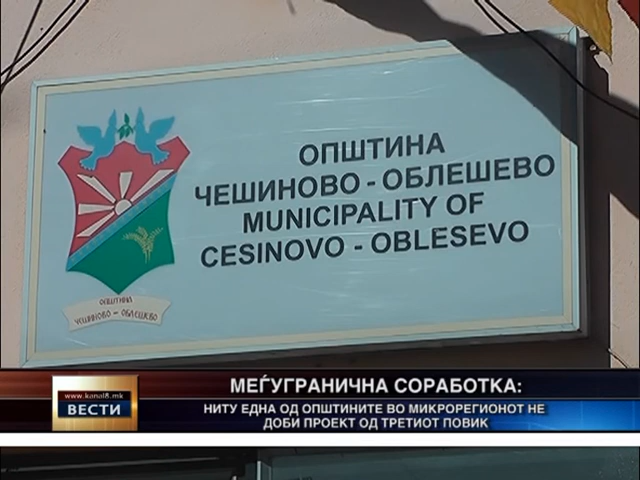 ОПШТИНА
ЧЕШИНОВО - ОБЛЕШЕВО
MUNICIPALITY OF
CESINOVO - OBLESEVO
ОПШТИНА
ЧЕШИНОВО - ОБЛЕШЕВО
www.kanal8.mk
ВЕСТИ
МЕЃУГРАНИЧНА СОРАБОТКА:
НИТУ ЕДНА ОД ОПШТИНИТЕ ВО МИКРОРЕГИОНОТ НЕ
ДОБИ ПРОЕКТ ОД ТРЕТИОТ ПОВИК